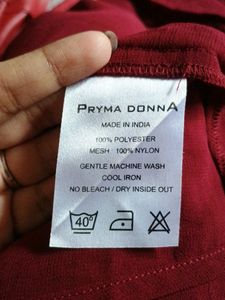 PRYMA DONNA
MADE IN INDIA
100% POLYESTER
MESH 100% NYLON
GENTLE MACHINE WASH
COOL IRON
NO BLEACH / DRY INSIDE OUT
40°